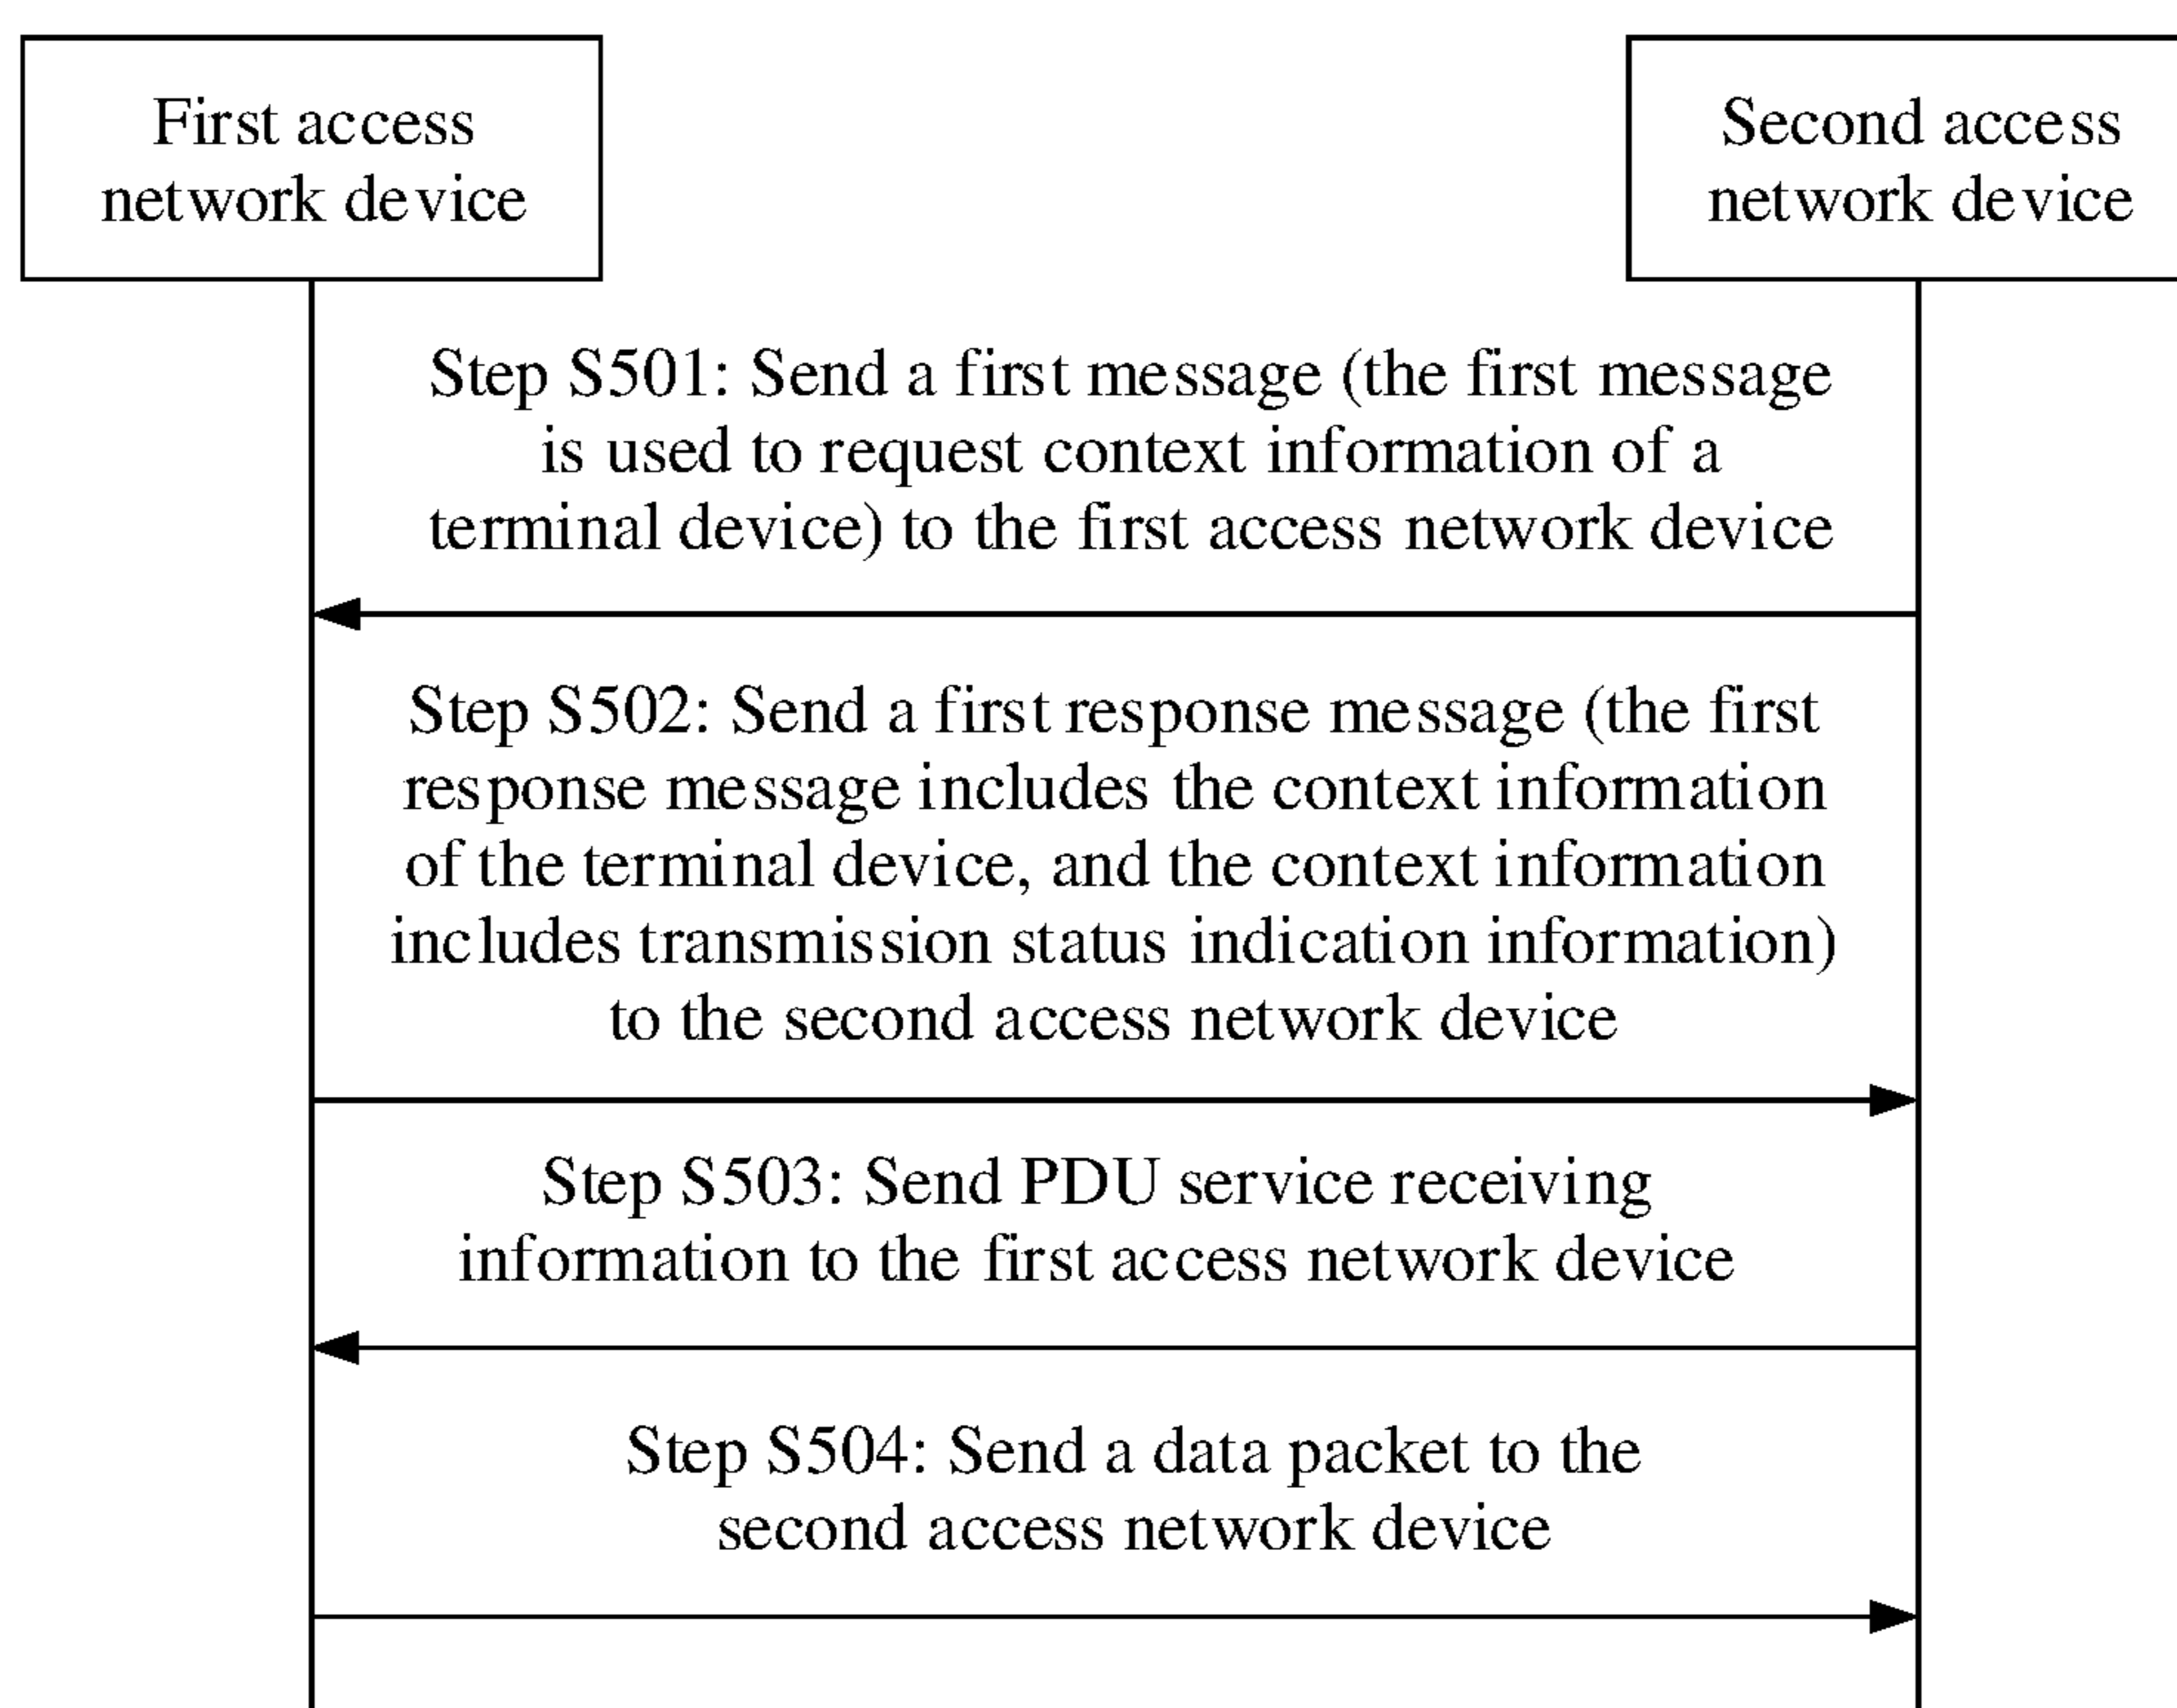 First access
network device
Second access
network device
Step S501: Send a first message (the first message
is used to request context information of a
terminal device) to the first access network device
Step S502: Send a first response message (the first
response message includes the context information
of the terminal device, and the context information
includes transmission status indication information)
to the second access network device
Step S503: Send PDU service receiving
information to the first access network device
Step S504: Send a data packet to the
second access network device